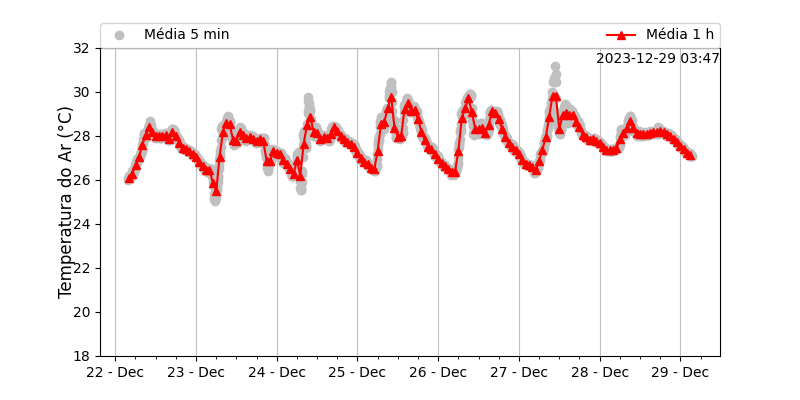 Média 5 min
Média 1 h
2023-12-29 03:47
Temperatura do Ar (°C)
32
30
28
26
24
22
20
18
22 - Dec
23 - Dec
24 - Dec
25 - Dec
26 - Dec
27 - Dec
28 - Dec
29 - Dec